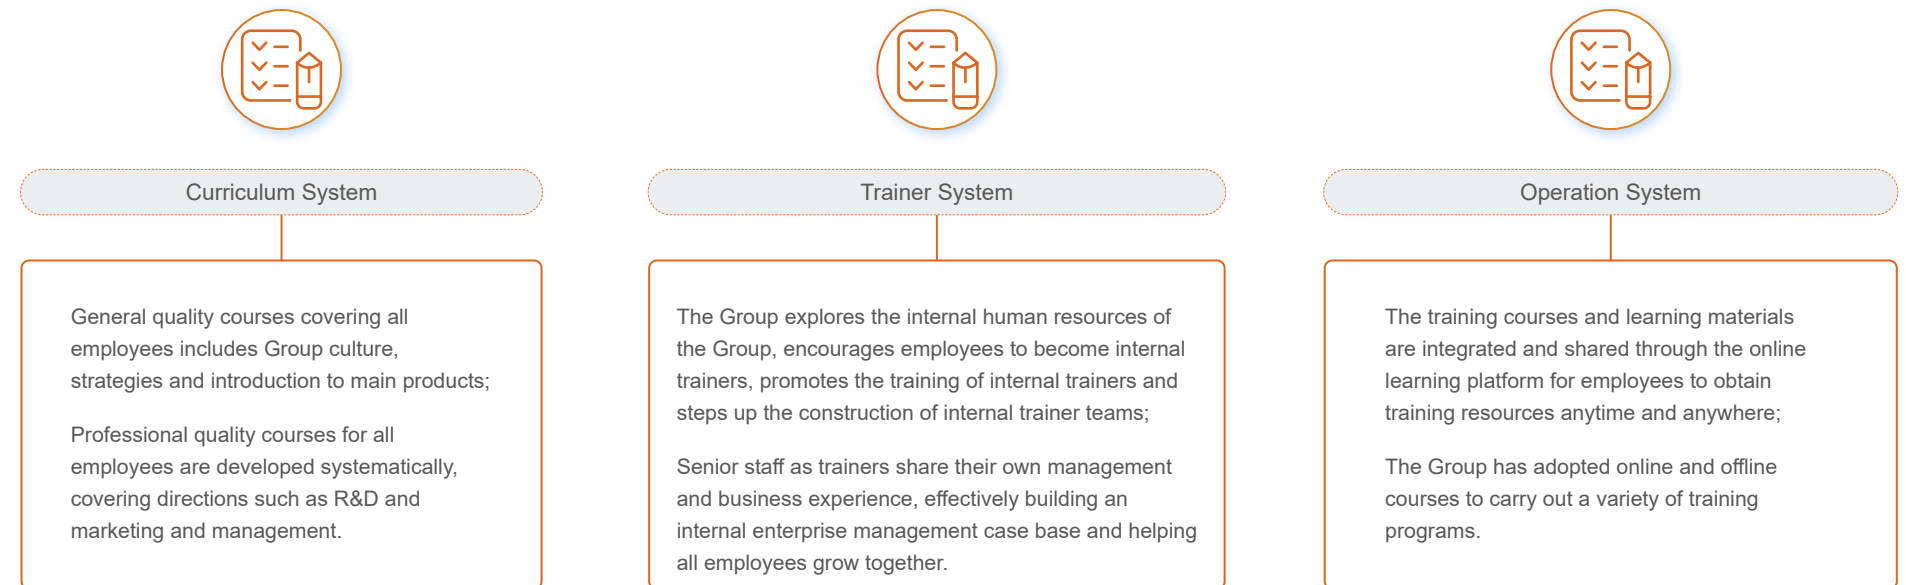 Curriculum System
General quality courses covering all
employees includes Group culture,
strategies and introduction to main products;
Professional quality courses for all
employees are developed systematically,
covering directions such as R&D and
marketing and management.
Trainer System
The Group explores the internal human resources of
the Group, encourages employees to become internal
trainers, promotes the training of internal trainers and
steps up the construction of internal trainer teams;
Senior staff as trainers share their own management
and business experience, effectively building an
internal enterprise management case base and helping
all employees grow together.
Operation System
The training courses and learning materials
are integrated and shared through the online
learning platform for employees to obtain
training resources anytime and anywhere;
The Group has adopted online and offline
courses to carry out a variety of training
programs.